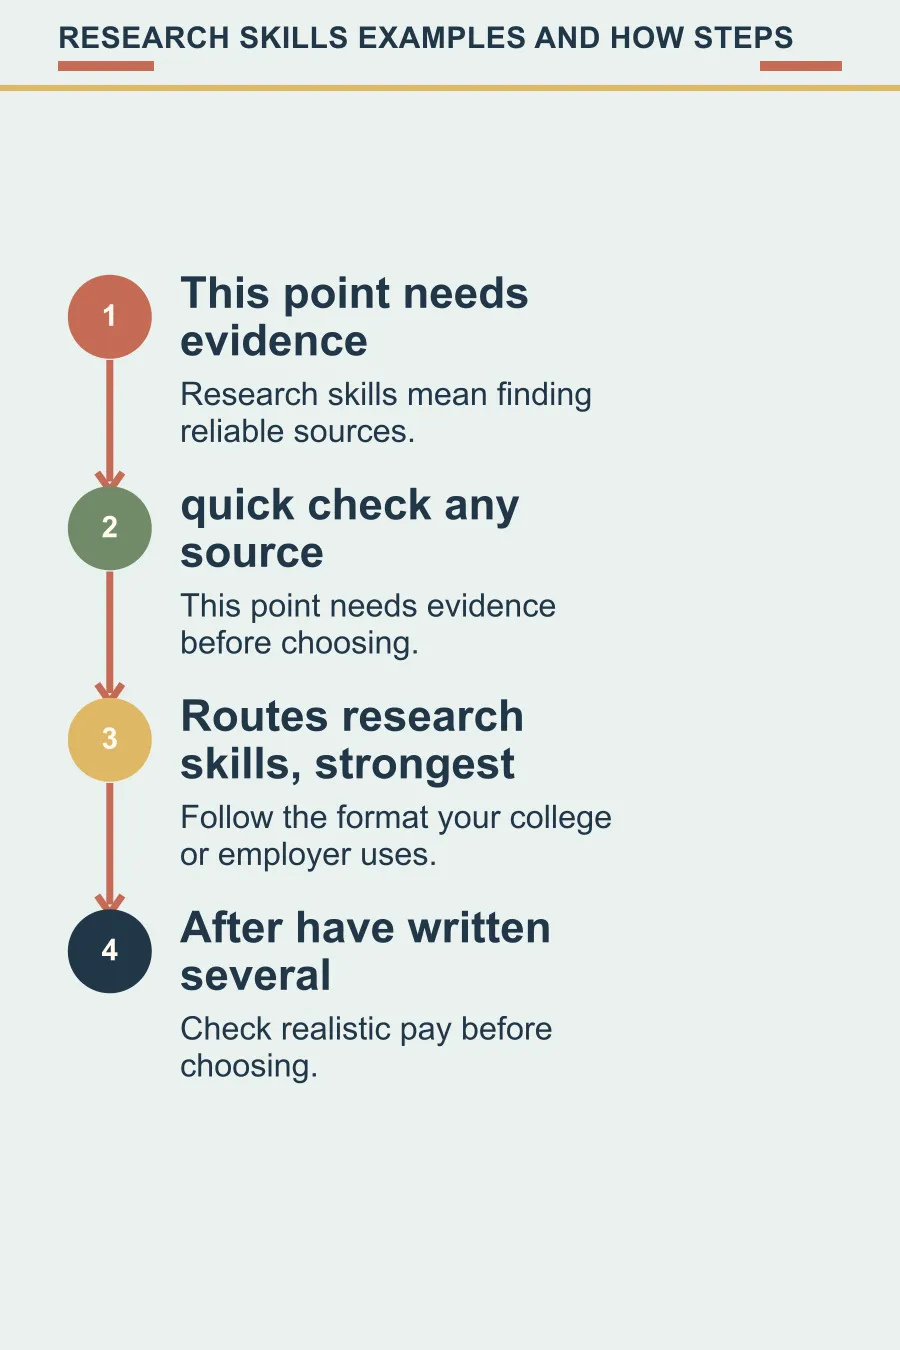 RESEARCH SKILLS EXAMPLES AND HOW STEPS
1
This point needs
evidence
Research skills mean finding
reliable sources.
2
quick check any
source
This point needs evidence
before choosing.
3
Routes research
skills, strongest
Follow the format your college
or employer uses.
4
After have written
several
Check realistic pay before
choosing.